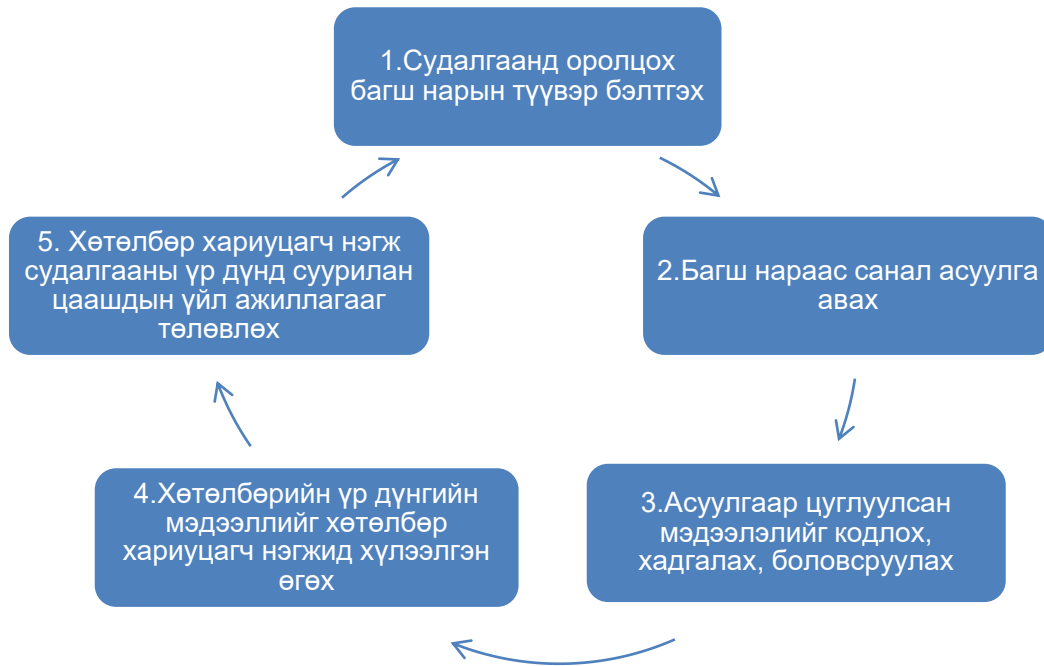 1.Судалгаанд оролцох
багш нарын түүвэр бэлтгэх
2.Багш нараас санал асуулга
авах
3.Асуулгаар цуглуулсан
мэдээлэлийг кодлох,
хадгалах, боловсруулах
4.Хөтөлбөрийн үр дүнгийн
мэдээллийг хөтөлбөр
хариуцагч нэгжид хүлээлгэн
өгөх
5. Хөтөлбөр хариуцагч нэгж
судалгааны үр дүнд суурилан
цаашдын үйл ажиллагааг
төлөвлөх